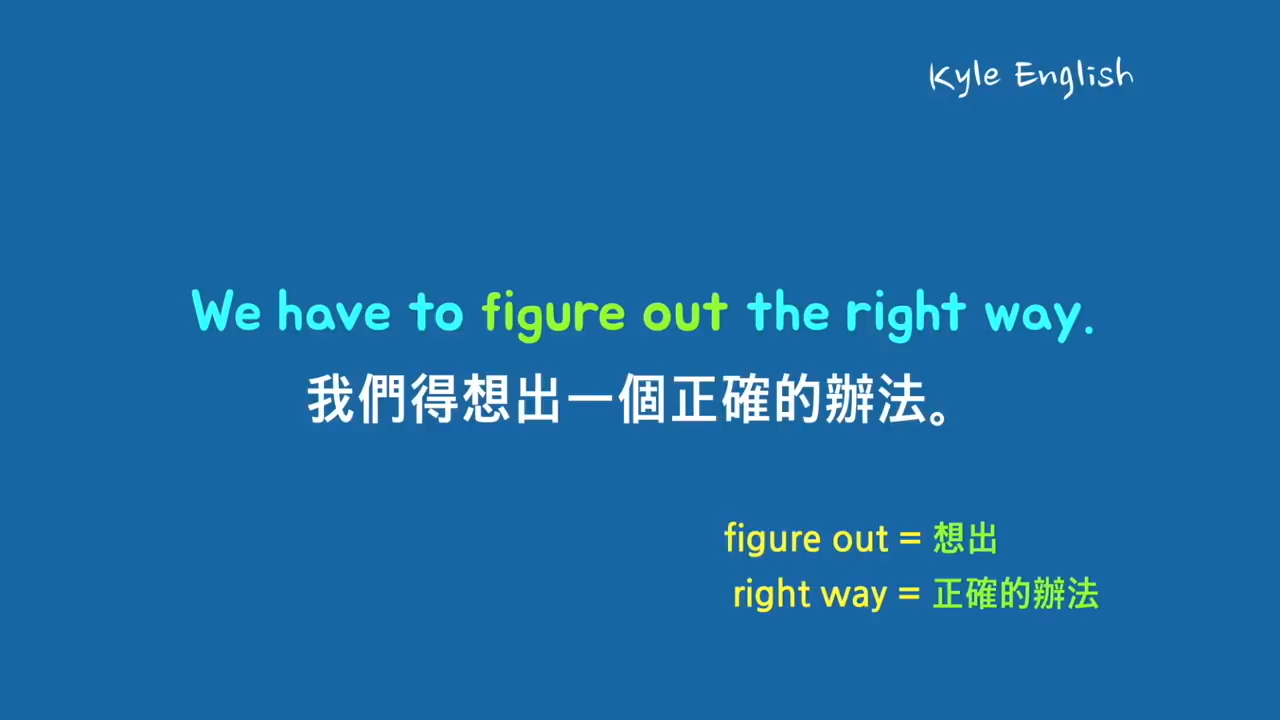 Kyle English
We have to figure out the right way.
我們得想出一個正確的辦法。
figure out = 想出
right way = 正確的辦法